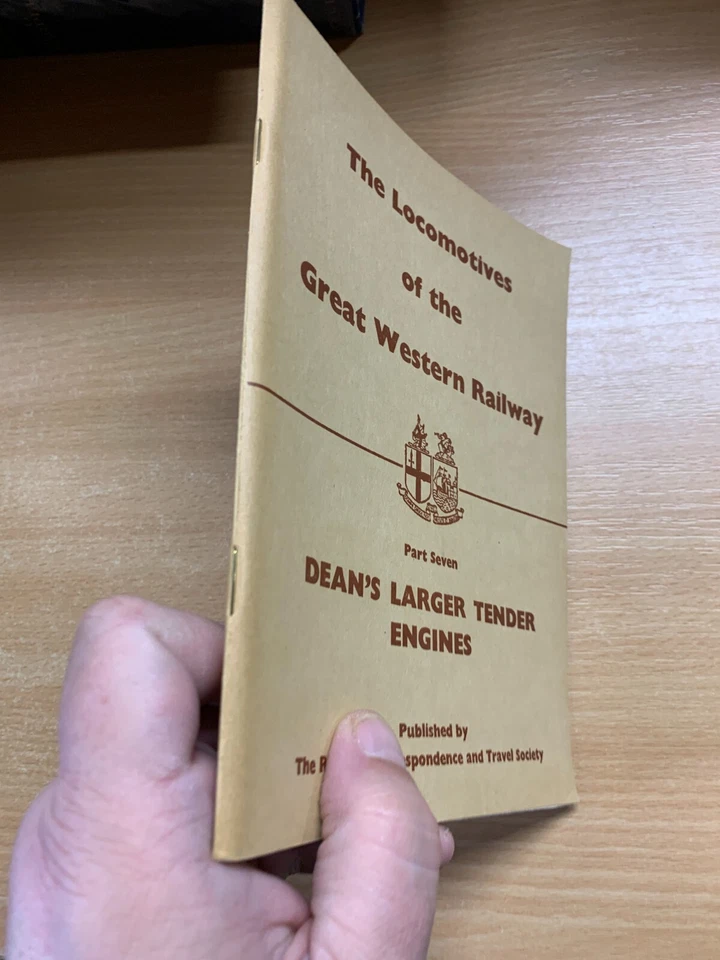 The Locomotives
of the
Great Western Railway
Part Seven
DEAN'S LARGER TENDER
ENGINES
Published by
The and Travel Society